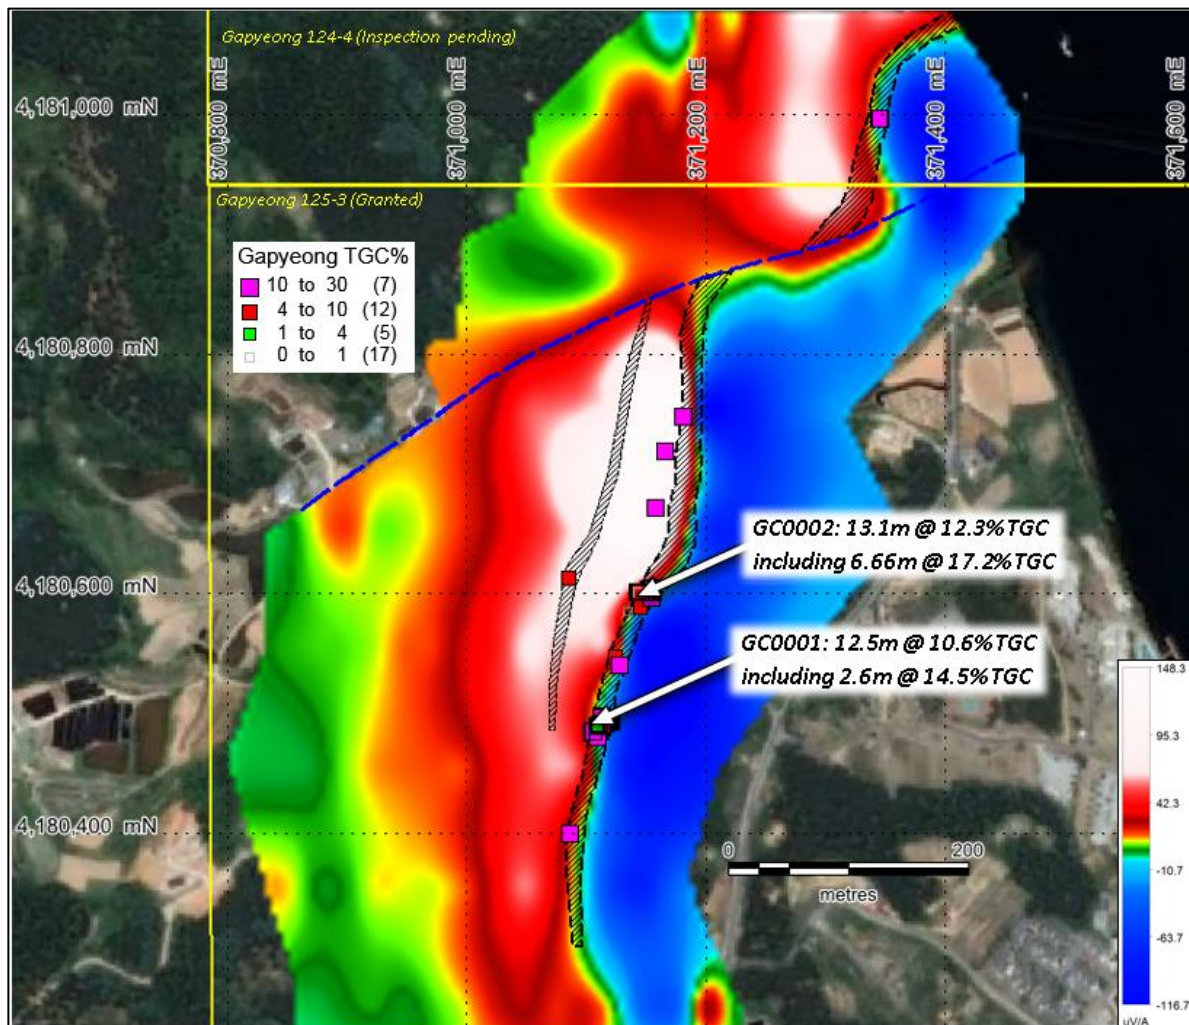 Gapyeong 124-4 (Inspection pending)
370,800 mE
371,000 mE
371,200 mE
371,400 mE
371,600 mE
4,181,000 mN
Gapyeong 125-3 (Granted)
Gapyeong TGC%
10 to 30 (7)
4 to 10 (12)
1 to 4 (5)
0 to 1 (17)
4,180,800 mN
GC0002: 13.1m @ 12.3%TGC
including 6.66m @ 17.2%TGC
4,180,600 mN
GC0001: 12.5m @ 10.6%TGC
including 2.6m @ 14.5%TGC
4,180,400 mN
0 200
metres
148.3
95.3
42.3
-10.7
-63.7
-116.7
uV/A